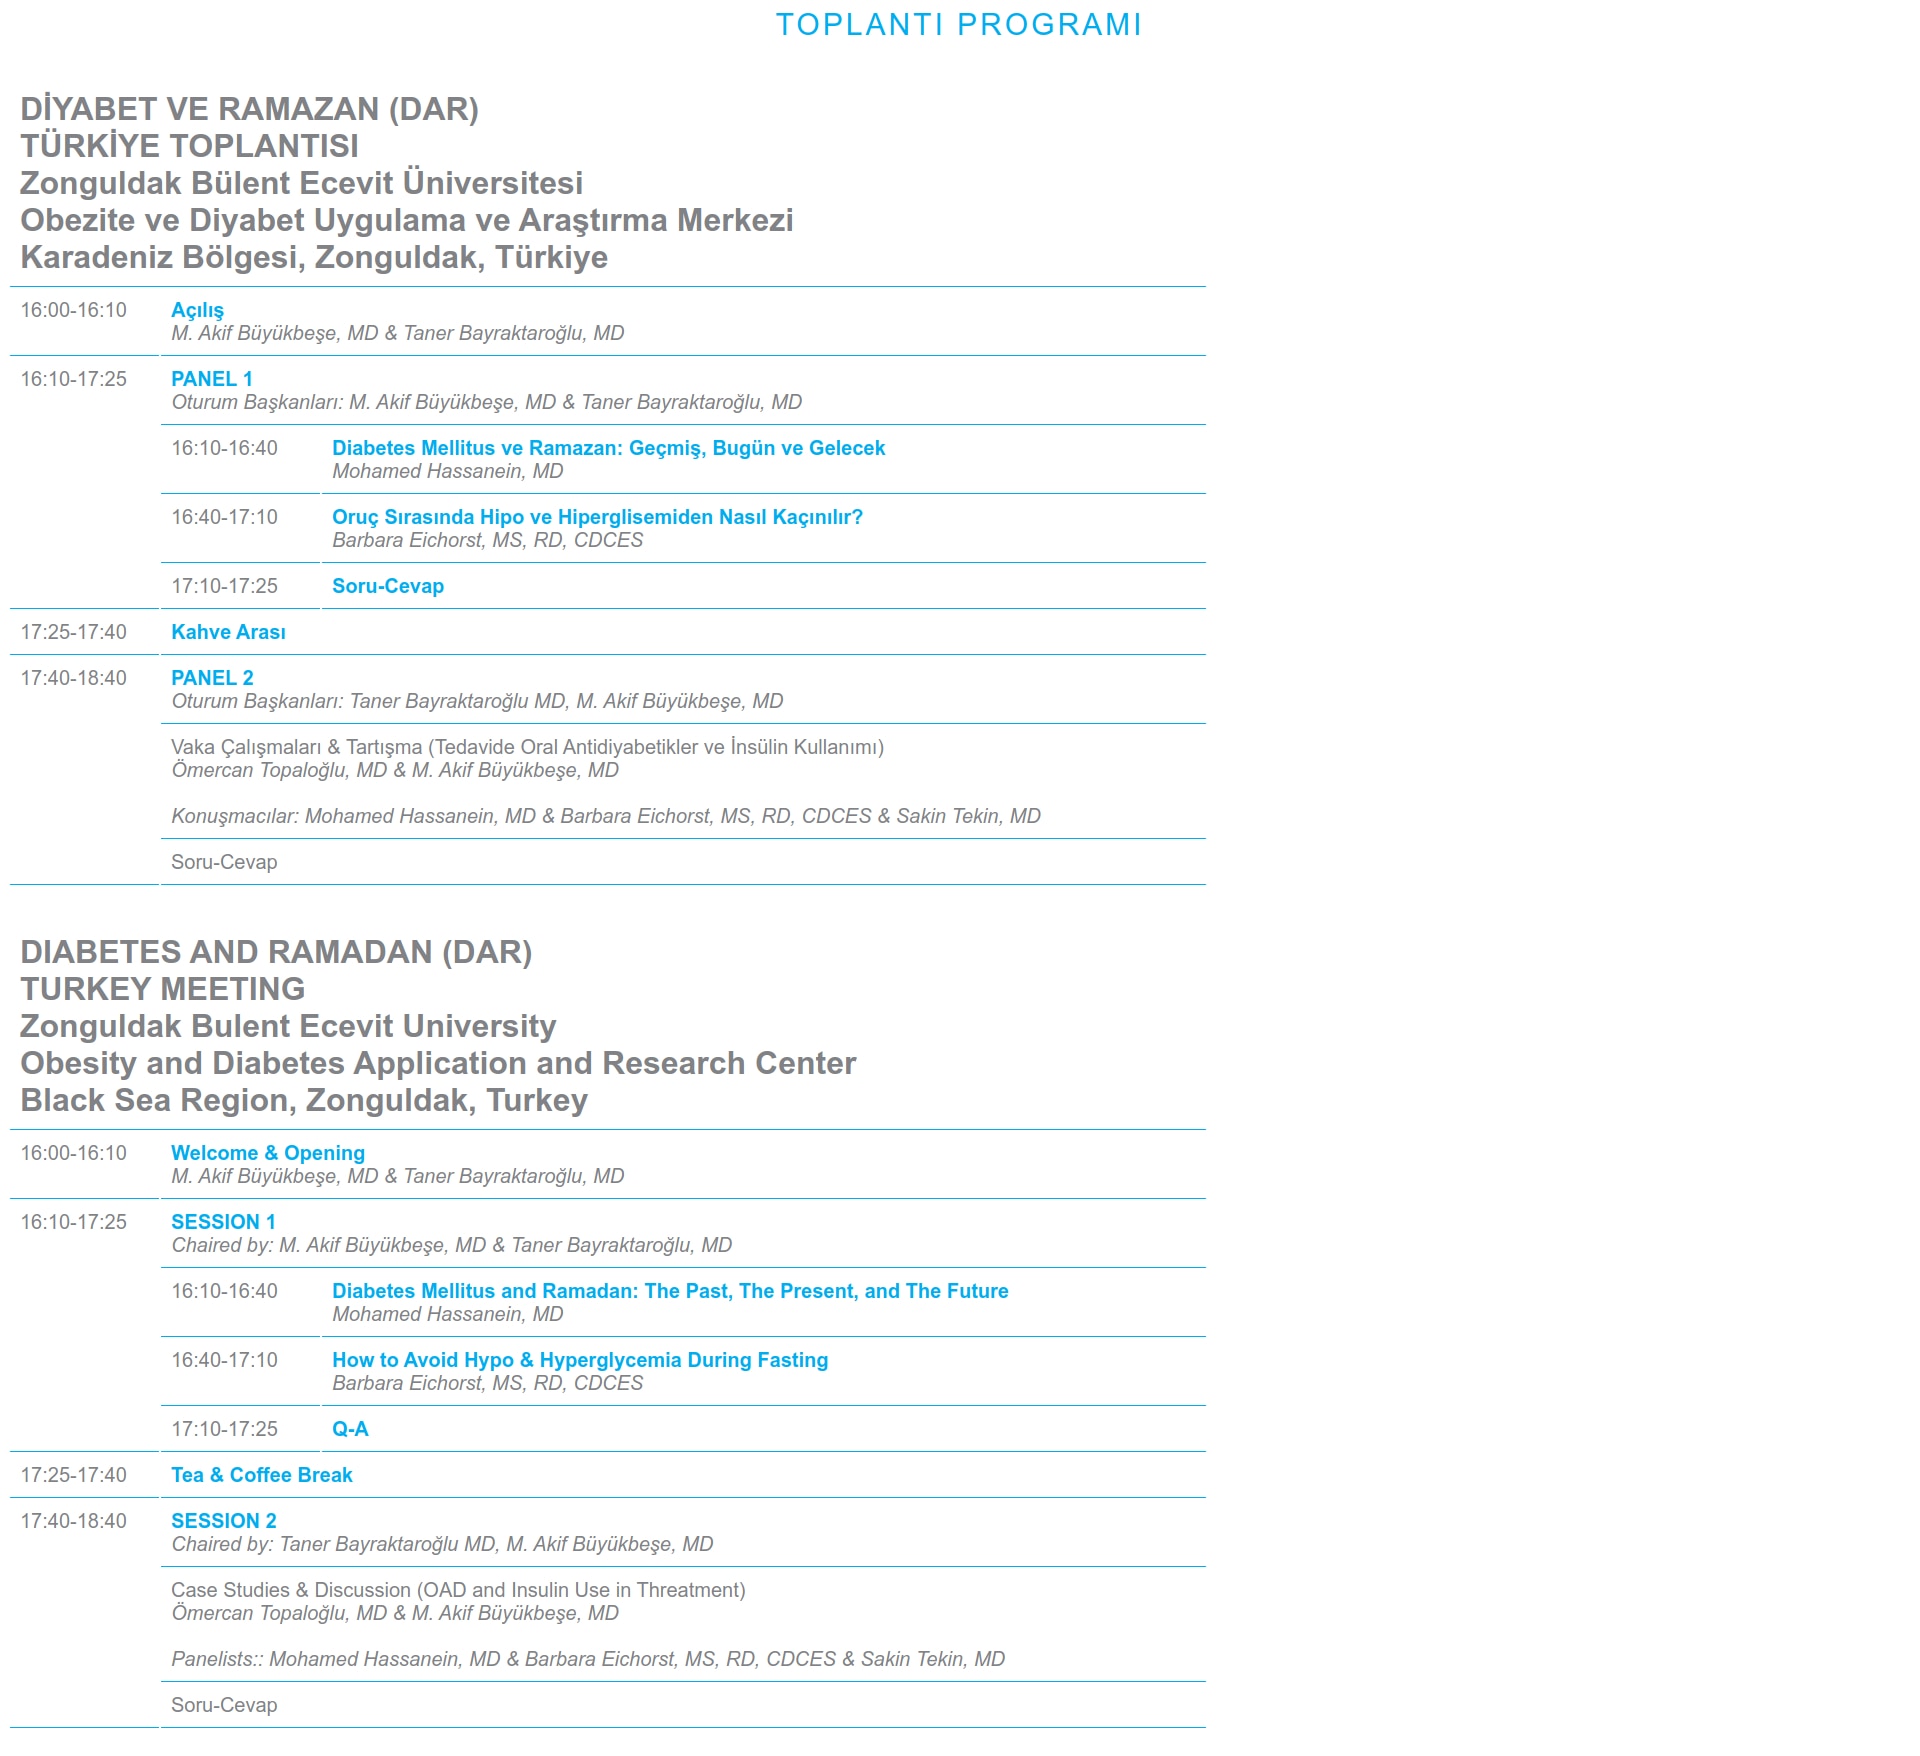 TOPLANTI PROGRAMI
DİYABET VE RAMAZAN (DAR)
TÜRKİYE TOPLANTISI
Zonguldak Bülent Ecevit Üniversitesi
Obezite ve Diyabet Uygulama ve Araştırma Merkezi
Karadeniz Bölgesi, Zonguldak, Türkiye
16:00-16:10 Açılış
M. Akif Büyükbeşe, MD & Taner Bayraktaroğlu, MD
16:10-17:25 PANEL 1
Oturum Başkanları: M. Akif Büyükbeşe, MD & Taner Bayraktaroğlu, MD
16:10-16:40 Diabetes Mellitus ve Ramazan: Geçmiş, Bugün ve Gelecek
Mohamed Hassanein, MD
16:40-17:10 Oruç Sırasında Hipo ve Hiperglisemiden Nasıl Kaçınılır?
Barbara Eichorst, MS, RD, CDCES
17:10-17:25 Soru-Cevap
17:25-17:40 Kahve Arası
17:40-18:40 PANEL 2
Oturum Başkanları: Taner Bayraktaroğlu MD, M. Akif Büyükbeşe, MD
Vaka Çalışmaları & Tartışma (Tedavide Oral Antidiyabetikler ve İnsülin Kullanımı)
Ömercan Topaloğlu, MD & M. Akif Büyükbeşe, MD
Konuşmacılar: Mohamed Hassanein, MD & Barbara Eichorst, MS, RD, CDCES & Sakin Tekin, MD
Soru-Cevap
DIABETES AND RAMADAN (DAR)
TURKEY MEETING
Zonguldak Bulent Ecevit University
Obesity and Diabetes Application and Research Center
Black Sea Region, Zonguldak, Turkey
16:00-16:10 Welcome & Opening
M. Akif Büyükbeşe, MD & Taner Bayraktaroğlu, MD
16:10-17:25 SESSION 1
Chaired by: M. Akif Büyükbeşe, MD & Taner Bayraktaroğlu, MD
16:10-16:40 Diabetes Mellitus and Ramadan: The Past, The Present, and The Future
Mohamed Hassanein, MD
16:40-17:10 How to Avoid Hypo & Hyperglycemia During Fasting
Barbara Eichorst, MS, RD, CDCES
17:10-17:25 Q-A
17:25-17:40 Tea & Coffee Break
17:40-18:40 SESSION 2
Chaired by: Taner Bayraktaroğlu MD, M. Akif Büyükbeşe, MD
Case Studies & Discussion (OAD and Insulin Use in Threatment)
Ömercan Topaloğlu, MD & M. Akif Büyükbeşe, MD
Panelists:: Mohamed Hassanein, MD & Barbara Eichorst, MS, RD, CDCES & Sakin Tekin, MD
Soru-Cevap